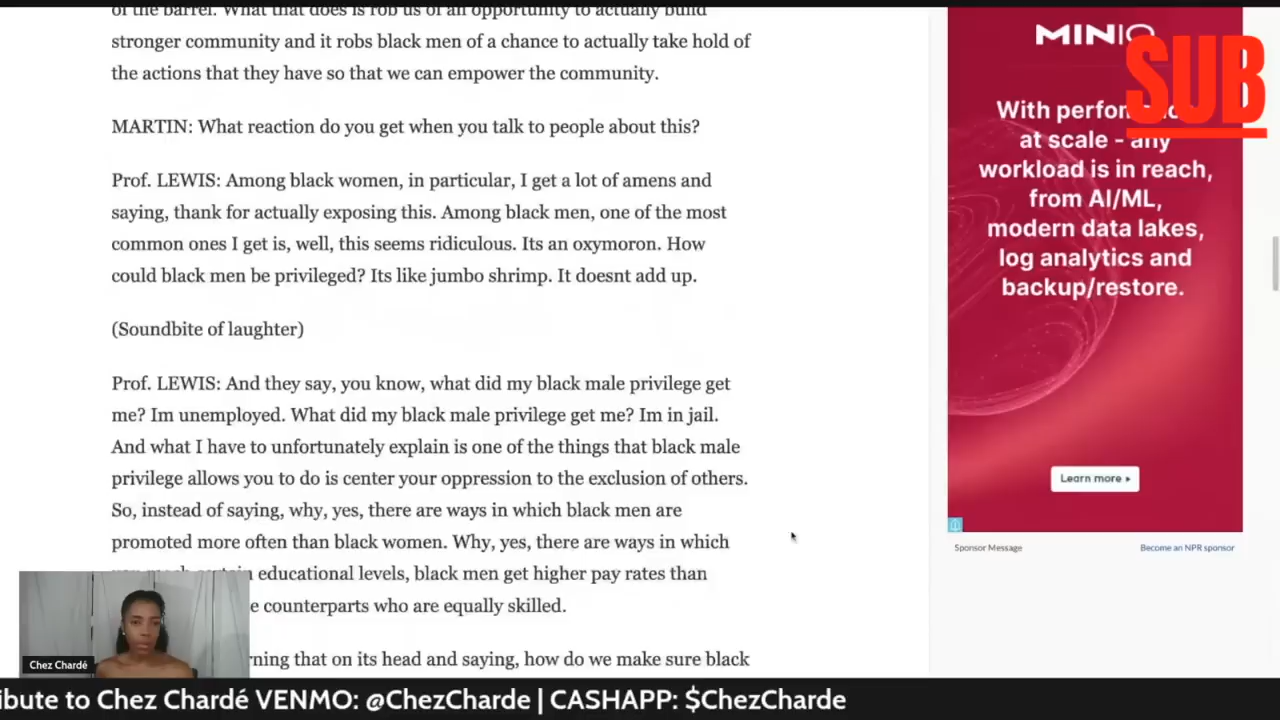 of the barrel. What that does is rob us of an opportunity to actually build
stronger community and it robs black men of a chance to actually take hold of
the actions that they have so that we can empower the community.
MARTIN: What reaction do you get when you talk to people about this?
Prof. LEWIS: Among black women, in particular, I get a lot of amens and
saying, thank for actually exposing this. Among black men, one of the most
common ones I get is, well, this seems ridiculous. Its an oxymoron. How
could black men be privileged? Its like jumbo shrimp. It doesnt add up.
(Soundbite of laughter)
Prof. LEWIS: And they say, you know, what did my black male privilege get
me? Im unemployed. What did my black male privilege get me? Im in jail.
And what I have to unfortunately explain is one of the things that black male
privilege allows you to do is center your oppression to the exclusion of others.
So, instead of saying, why, yes, there are ways in which black men are
promoted more often than black women. Why, yes, there are ways in which
educational levels, black men get higher pay rates than
counterparts who are equally skilled.
that on its head and saying, how do we make sure black
MINIO
SUB
With
at scale - any
workload is in reach,
from AI/ML,
modern data lakes,
log analytics and
backup/restore.
Learn more
Sponsor Message
Become an NPR sponsor
Chez Chardé
ibute to Chez Chardé VENMO: @ChezCharde | CASHAPP: $ChezCharde